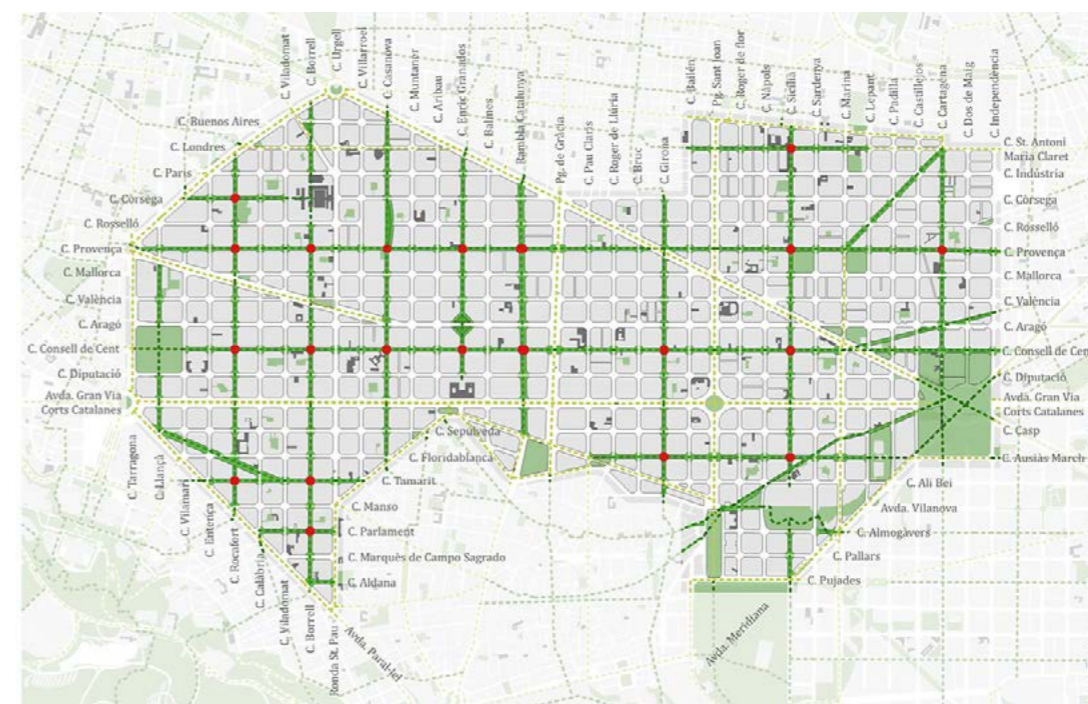 C. Viladomat
C. Borrell
C. Urgell
C. Villarroel
C. Casanova
C. Muntaner
C. Aribau
C. Enric Granados
C. Balmes
Rambla Catalunya
Pg. de Gràcia
C. Pau Claris
C. Roger de Llúria
C. Bruc
C. Girona
C. Bailén
Pg. Sant Joan
C. Roger de flor
C. Nàpols
C. Sicilià
C. Sardenya
C. Marina
C. Lepant
C. Padilla
C. Castillejos
C. Cartagena
C. Dos de Maig
C. Independència
C. Buenos Aires
C. Londres
C. París
C. Còrsega
C. Rosselló
C. Provença
C. Mallorca
C. València
C. Aragó
C. Consell de Cent
C. Diputació
Avda. Gran Via
Corts Catalanes
C. St. Antoni
Maria Claret
C. Indústria
C. Còrsega
C. Rosselló
C. Provença
C. Mallorca
C. València
C. Aragó
C. Consell de Cent
C. Diputació
Avda. Gran Via
Corts Catalanes
C. Casp
C. Ausiàs March
C. Sepúlveda
C. Floridablanca
C. Tamarit
C. Manso
C. Parlament
C. Marquès de Campo Sagrado
C. Aldana
C. Ali Bei
Avda. Vilanova
C. Almogàvers
C. Pallars
C. Pujades
C. Tarragona
C. Llançà
C. Vilamarí
C. Entença
C. Rocafort
C. Calàbria
C. Viladomat
C. Borrell
Ronda St. Pau
Avda. Paral·lel
Avda. Meridiana